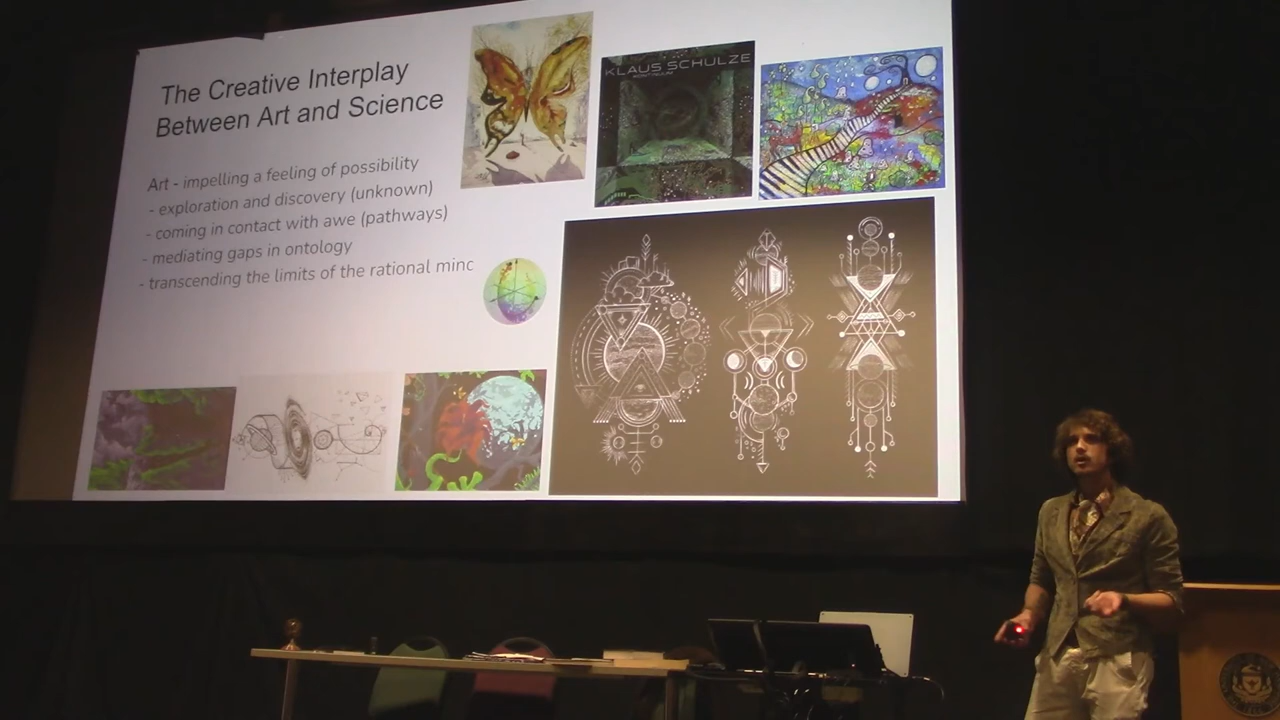 The Creative Interplay
Between Art and Science
Art - impelling a feeling of possibility
- exploration and discovery (unknown)
- coming in contact with awe (pathways)
- mediating gaps in ontology
- transcending the limits of the rational minc
KLAUS SCHULZE